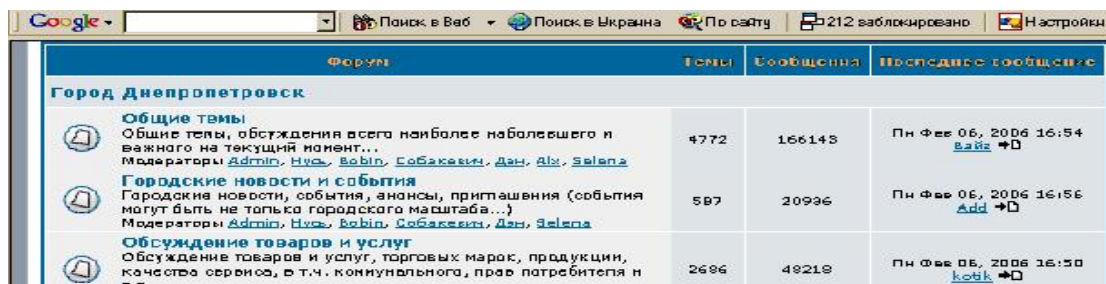 Google Поиск в Веб Поиск в Украина По сайту 212 заблокировано Настройки
Форум Темы Сообщения Последнее сообщение
Город Днепропетровск
Общие темы
Общие темы, обсуждения всего наиболее наболевшего и
важного на текущий момент...
Модераторы Admin, Нусь, Bobin, Собакевич, Дэн, Alx, Selena
4772 166143 Пн Фев 06, 2006 16:54
Вайз
Городские новости и события
Городские новости, события, анонсы, приглашения (события
могут быть не только городского масштаба...)
Модераторы Admin, Нусь, Bobin, Собакевич, Дэн, Selena
587 20936 Пн Фев 06, 2006 16:56
Add
Обсуждение товаров и услуг
Обсуждение товаров и услуг, торговых марок, продукции,
качества сервиса, в т.ч. коммунального, прав потребителя и
2686 48218 Пн Фев 06, 2006 16:50
kotik